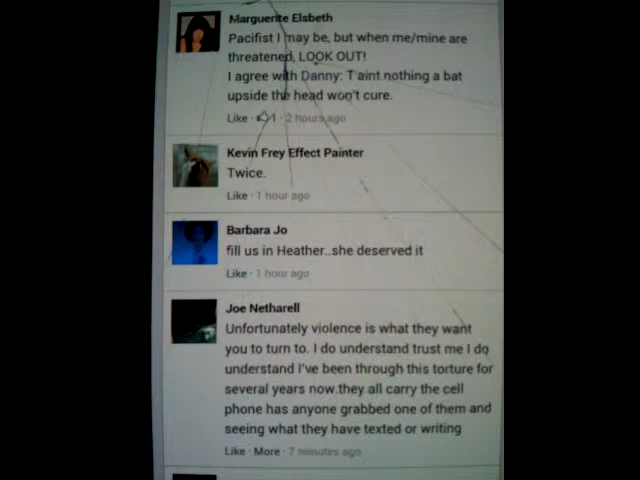 Marguerite Elsbeth
Pacifist I may be, but when me/mine are
threatened, LOOK OUT!
I agree with Danny: T'aint nothing a bat
upside the head won't cure.
Like · 1 · 2 hours ago
Kevin Frey Effect Painter
Twice.
Like · 1 hour ago
Barbara Jo
fill us in Heather..she deserved it
Like · 1 hour ago
Joe Netharell
Unfortunately violence is what they want
you to turn to. I do understand trust me I do
understand I've been through this torture for
several years now.they all carry the cell
phone has anyone grabbed one of them and
seeing what they have texted or writing
Like · More · 7 minutes ago